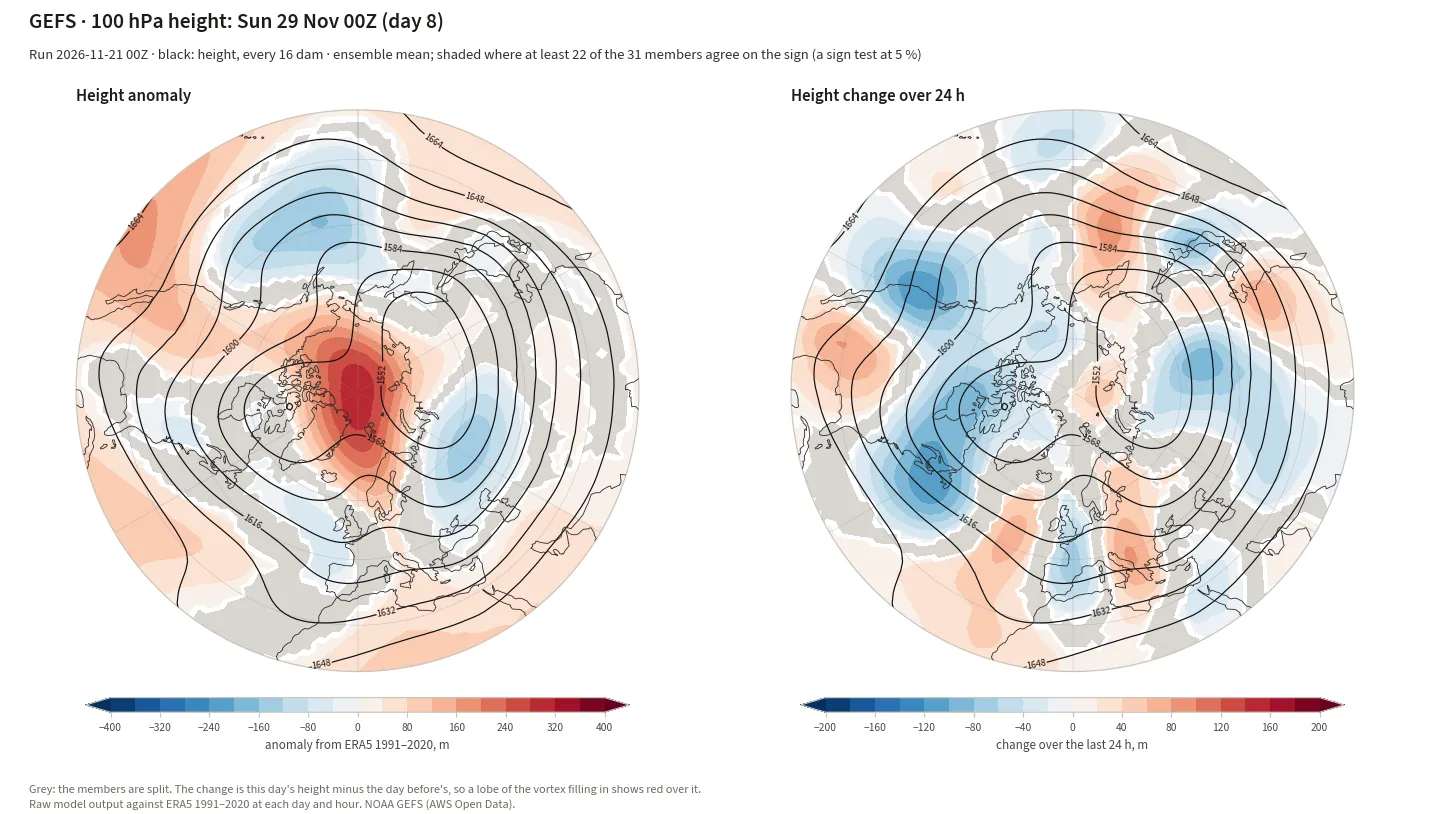 GEFS · 100 hPa height: Sun 29 Nov 00Z (day 8)
Run 2026-11-21 00Z · black: height, every 16 dam · ensemble mean; shaded where at least 22 of the 31 members agree on the sign (a sign test at 5 %)
Height anomaly
Height change over 24 h
1664
1664
1648
1584
1600
1552
1568
1616
1632
1648
1664
1664
1648
1584
1600
1552
1568
1616
1632
1648
−400 −320 −240 −160 −80 0 80 160 240 320 400
anomaly from ERA5 1991–2020, m
−200 −160 −120 −80 −40 0 40 80 120 160 200
change over the last 24 h, m
Grey: the members are split. The change is this day's height minus the day before's, so a lobe of the vortex filling in shows red over it.
Raw model output against ERA5 1991–2020 at each day and hour. NOAA GEFS (AWS Open Data).